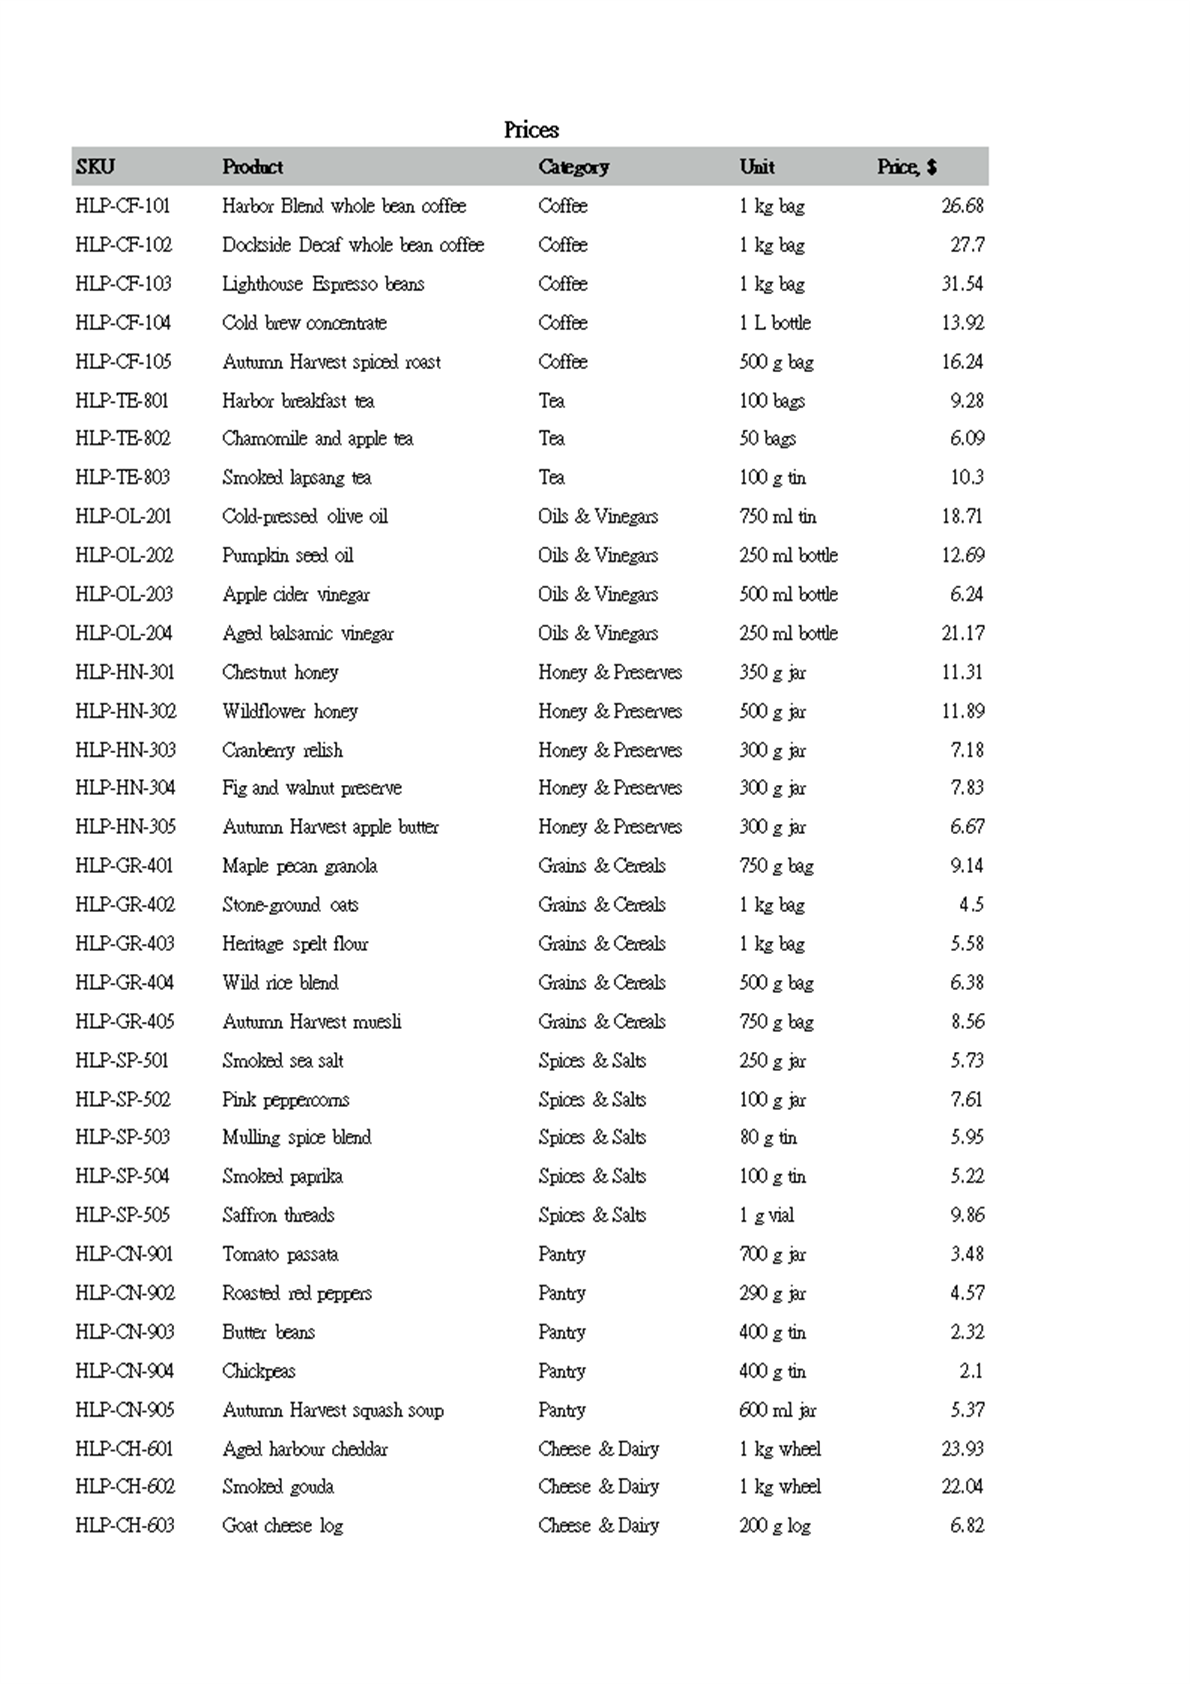 Prices
SKU Product Category Unit Price, $
HLP-CF-101 Harbor Blend whole bean coffee Coffee 1 kg bag 26.68
HLP-CF-102 Dockside Decaf whole bean coffee Coffee 1 kg bag 27.7
HLP-CF-103 Lighthouse Espresso beans Coffee 1 kg bag 31.54
HLP-CF-104 Cold brew concentrate Coffee 1 L bottle 13.92
HLP-CF-105 Autumn Harvest spiced roast Coffee 500 g bag 16.24
HLP-TE-801 Harbor breakfast tea Tea 100 bags 9.28
HLP-TE-802 Chamomile and apple tea Tea 50 bags 6.09
HLP-TE-803 Smoked lapsang tea Tea 100 g tin 10.3
HLP-OL-201 Cold-pressed olive oil Oils & Vinegars 750 ml tin 18.71
HLP-OL-202 Pumpkin seed oil Oils & Vinegars 250 ml bottle 12.69
HLP-OL-203 Apple cider vinegar Oils & Vinegars 500 ml bottle 6.24
HLP-OL-204 Aged balsamic vinegar Oils & Vinegars 250 ml bottle 21.17
HLP-HN-301 Chestnut honey Honey & Preserves 350 g jar 11.31
HLP-HN-302 Wildflower honey Honey & Preserves 500 g jar 11.89
HLP-HN-303 Cranberry relish Honey & Preserves 300 g jar 7.18
HLP-HN-304 Fig and walnut preserve Honey & Preserves 300 g jar 7.83
HLP-HN-305 Autumn Harvest apple butter Honey & Preserves 300 g jar 6.67
HLP-GR-401 Maple pecan granola Grains & Cereals 750 g bag 9.14
HLP-GR-402 Stone-ground oats Grains & Cereals 1 kg bag 4.5
HLP-GR-403 Heritage spelt flour Grains & Cereals 1 kg bag 5.58
HLP-GR-404 Wild rice blend Grains & Cereals 500 g bag 6.38
HLP-GR-405 Autumn Harvest muesli Grains & Cereals 750 g bag 8.56
HLP-SP-501 Smoked sea salt Spices & Salts 250 g jar 5.73
HLP-SP-502 Pink peppercorns Spices & Salts 100 g jar 7.61
HLP-SP-503 Mulling spice blend Spices & Salts 80 g tin 5.95
HLP-SP-504 Smoked paprika Spices & Salts 100 g tin 5.22
HLP-SP-505 Saffron threads Spices & Salts 1 g vial 9.86
HLP-CN-901 Tomato passata Pantry 700 g jar 3.48
HLP-CN-902 Roasted red peppers Pantry 290 g jar 4.57
HLP-CN-903 Butter beans Pantry 400 g tin 2.32
HLP-CN-904 Chickpeas Pantry 400 g tin 2.1
HLP-CN-905 Autumn Harvest squash soup Pantry 600 ml jar 5.37
HLP-CH-601 Aged harbour cheddar Cheese & Dairy 1 kg wheel 23.93
HLP-CH-602 Smoked gouda Cheese & Dairy 1 kg wheel 22.04
HLP-CH-603 Goat cheese log Cheese & Dairy 200 g log 6.82